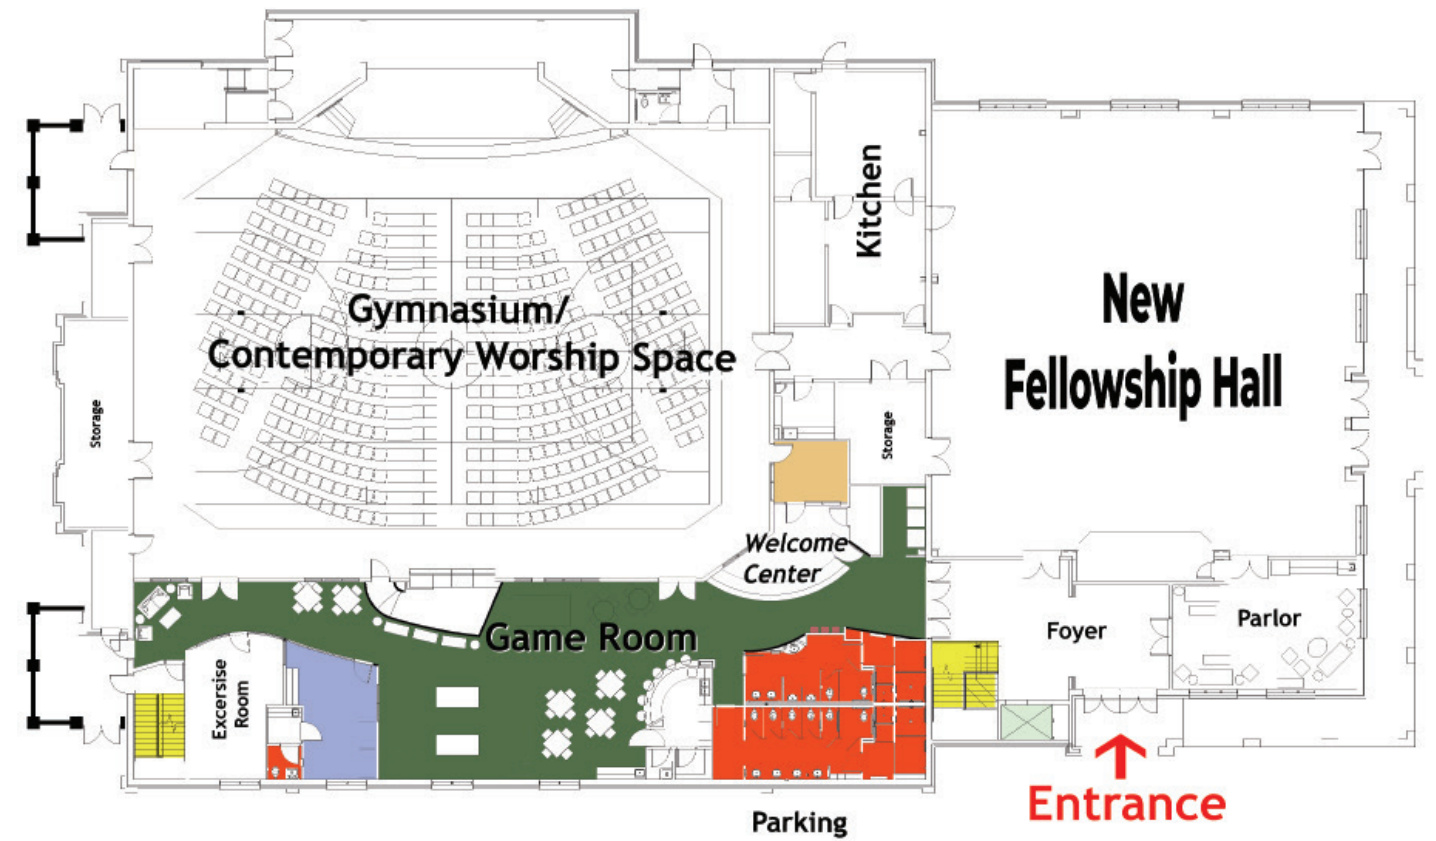 Kitchen
New
Fellowship Hall
Gymnasium/
Contemporary Worship Space
Storage
Storage
Welcome
Center
Game Room
Excersise
Room
Foyer
Parlor
Entrance
Parking